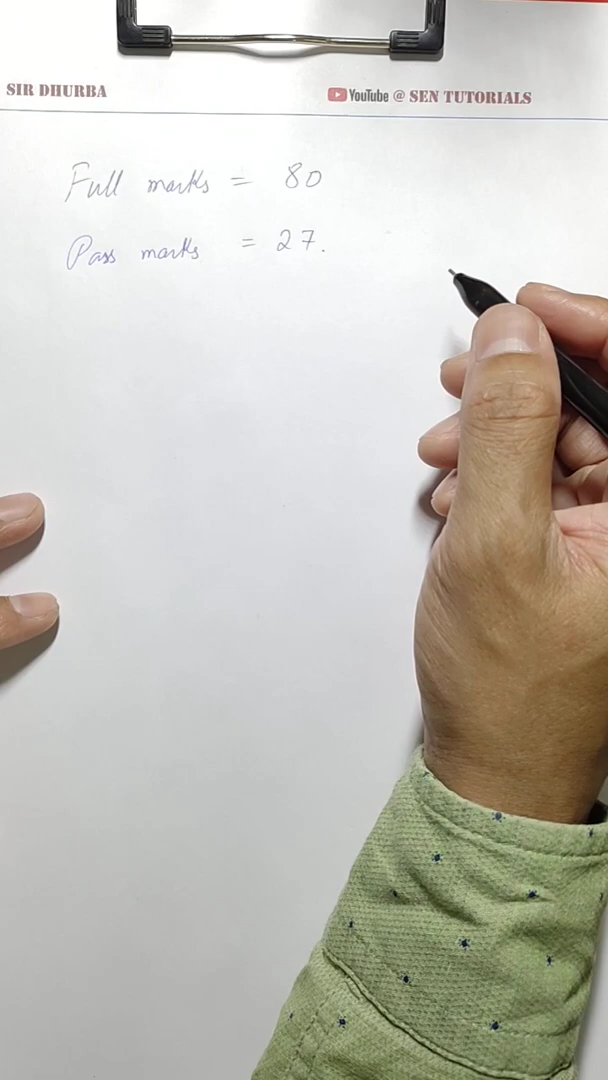 SIR DHURBA
YouTube @ SEN TUTORIALS
Full marks = 80
Pass marks = 27.